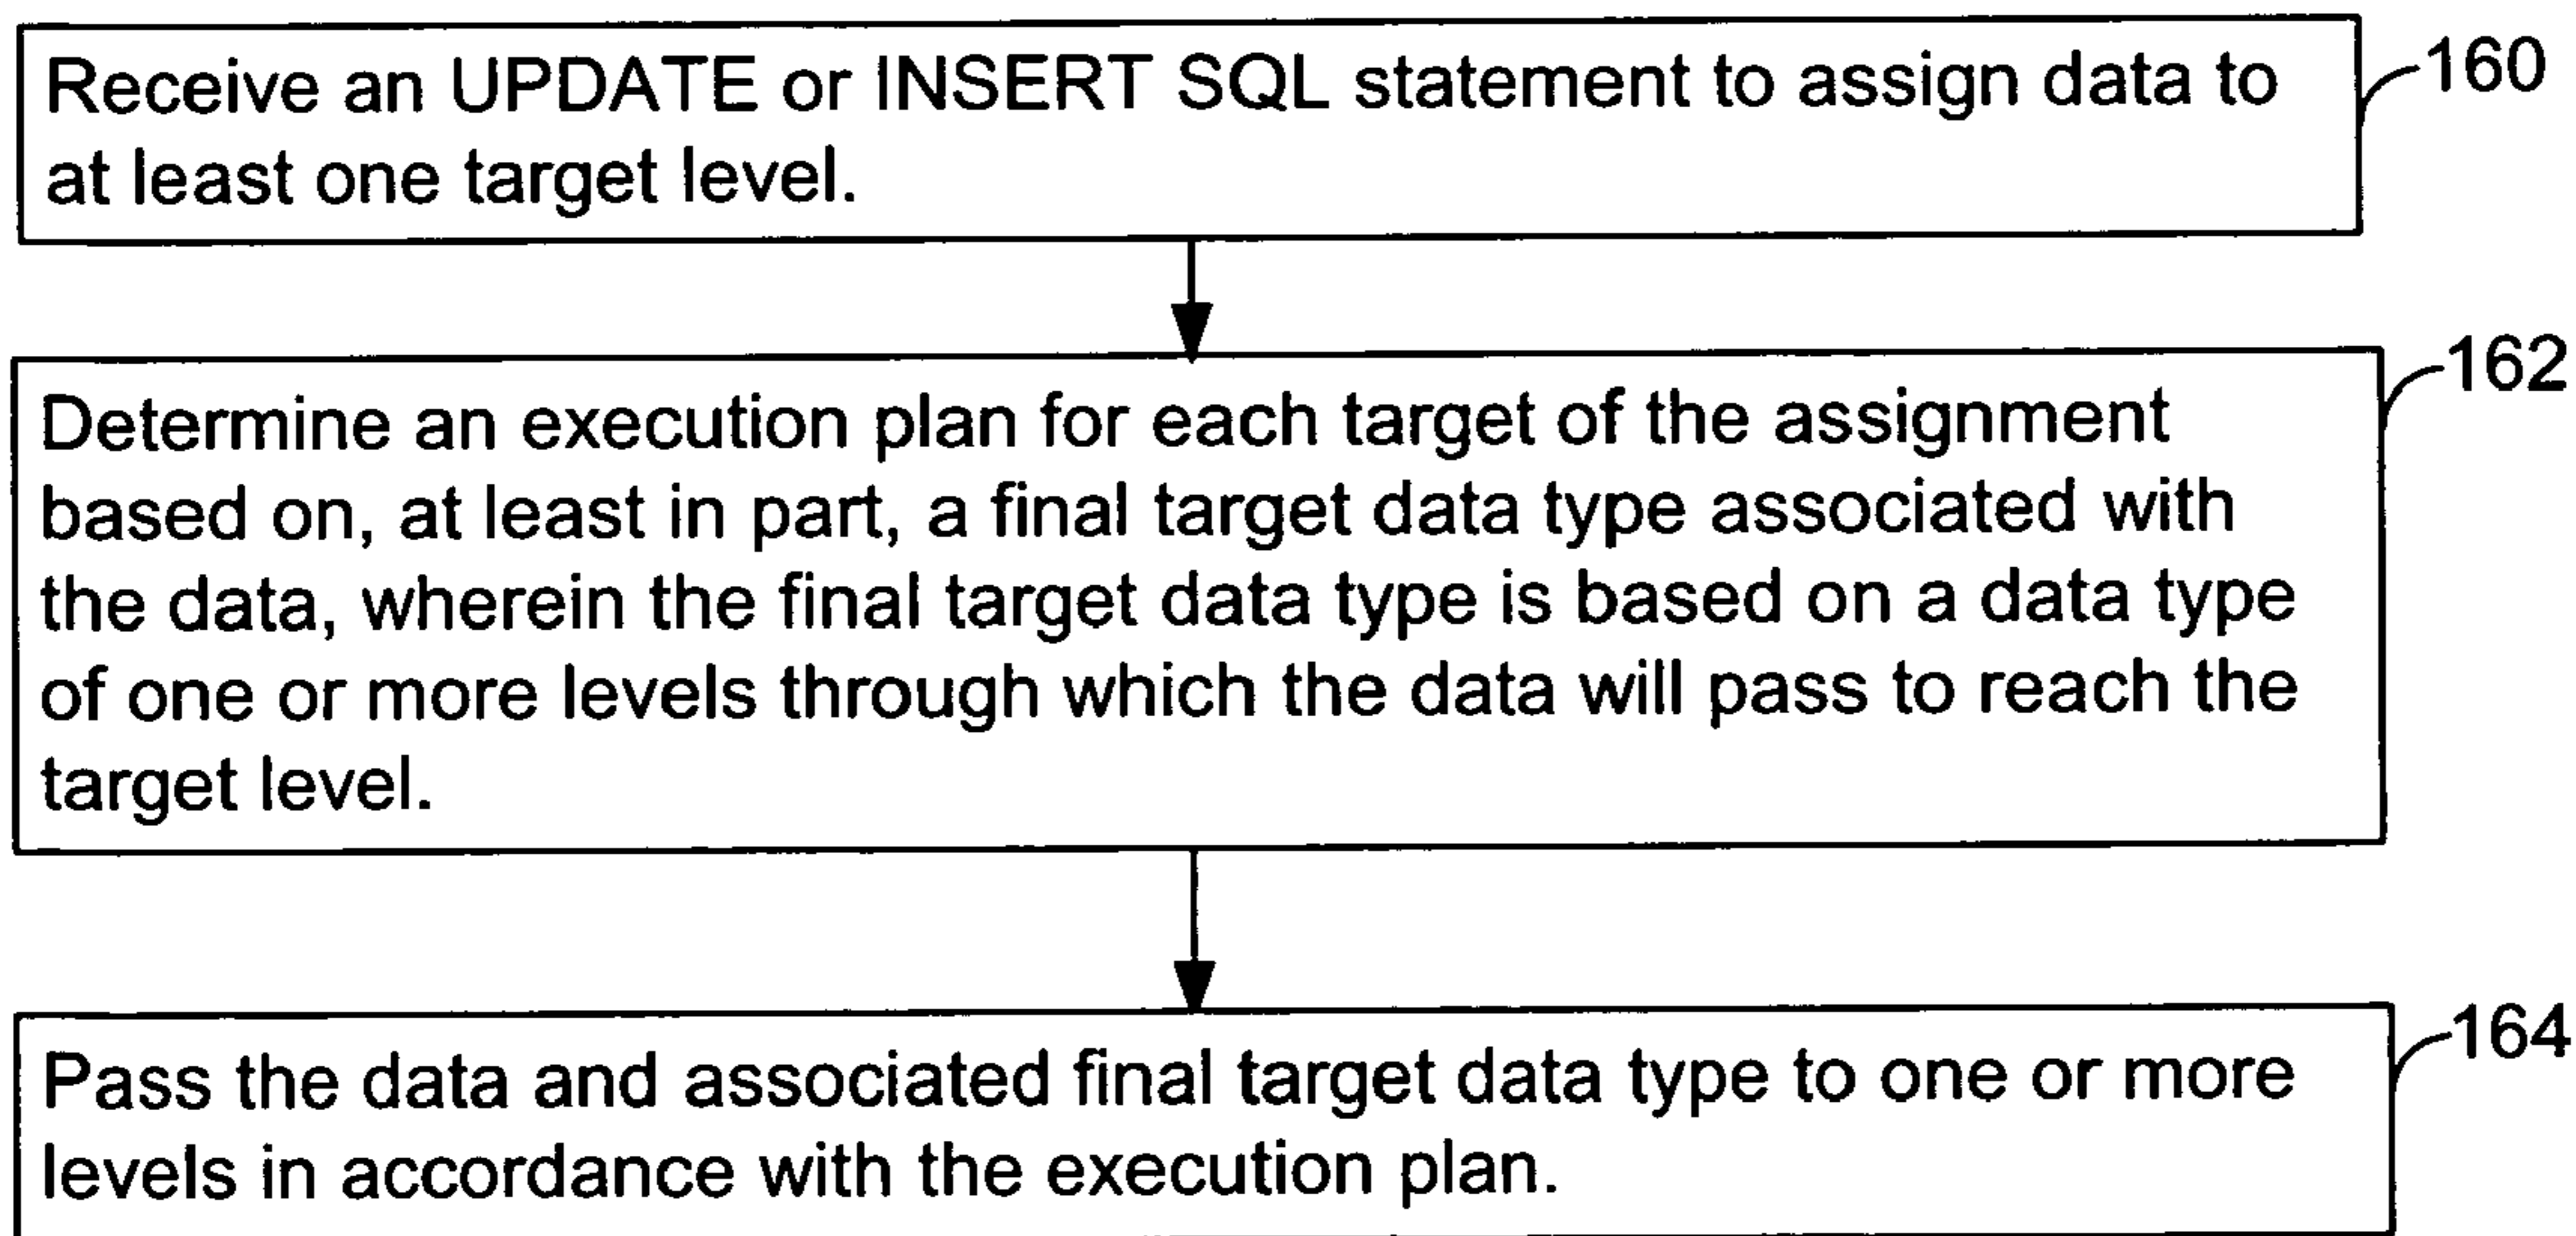 Receive an UPDATE or INSERT SQL statement to assign data to
at least one target level.
160
Determine an execution plan for each target of the assignment
based on, at least in part, a final target data type associated with
the data, wherein the final target data type is based on a data type
of one or more levels through which the data will pass to reach the
target level.
162
Pass the data and associated final target data type to one or more
levels in accordance with the execution plan.
164